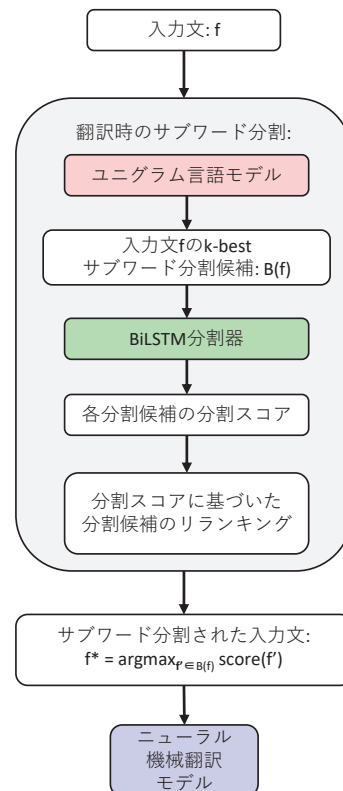 入力文: f
翻訳時のサブワード分割:
ユニグラム言語モデル
入力文fのk-best
サブワード分割候補: B(f)
BiLSTM分割器
各分割候補の分割スコア
分割スコアに基づいた
分割候補のリランキング
サブワード分割された入力文:
f* = argmax_{f'∈B(f)} score(f')
ニューラル
機械翻訳
モデル